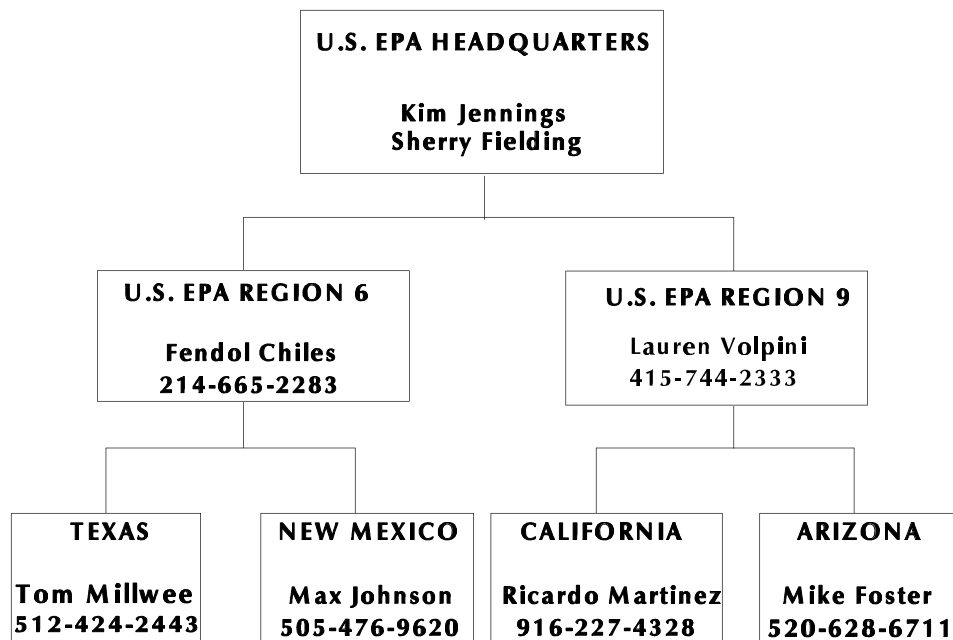 U.S. EPA HEADQUARTERS
Kim Jennings
Sherry Fielding
U.S. EPA REGION 6
Fendol Chiles
214-665-2283
U.S. EPA REGION 9
Lauren Volpini
415-744-2333
TEXAS
Tom Millwee
512-424-2443
NEW MEXICO
Max Johnson
505-476-9620
CALIFORNIA
Ricardo Martinez
916-227-4328
ARIZONA
Mike Foster
520-628-6711